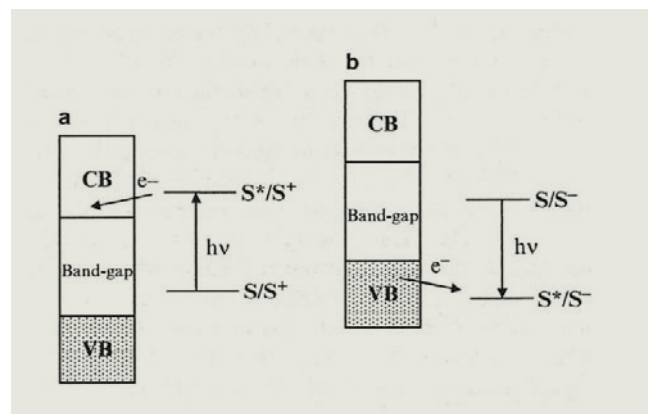 a
CB
e–
S*/S⁺
Band-gap
hν
S/S⁺
VB
b
CB
S/S⁻
Band-gap
hν
e⁻
VB
S*/S⁻